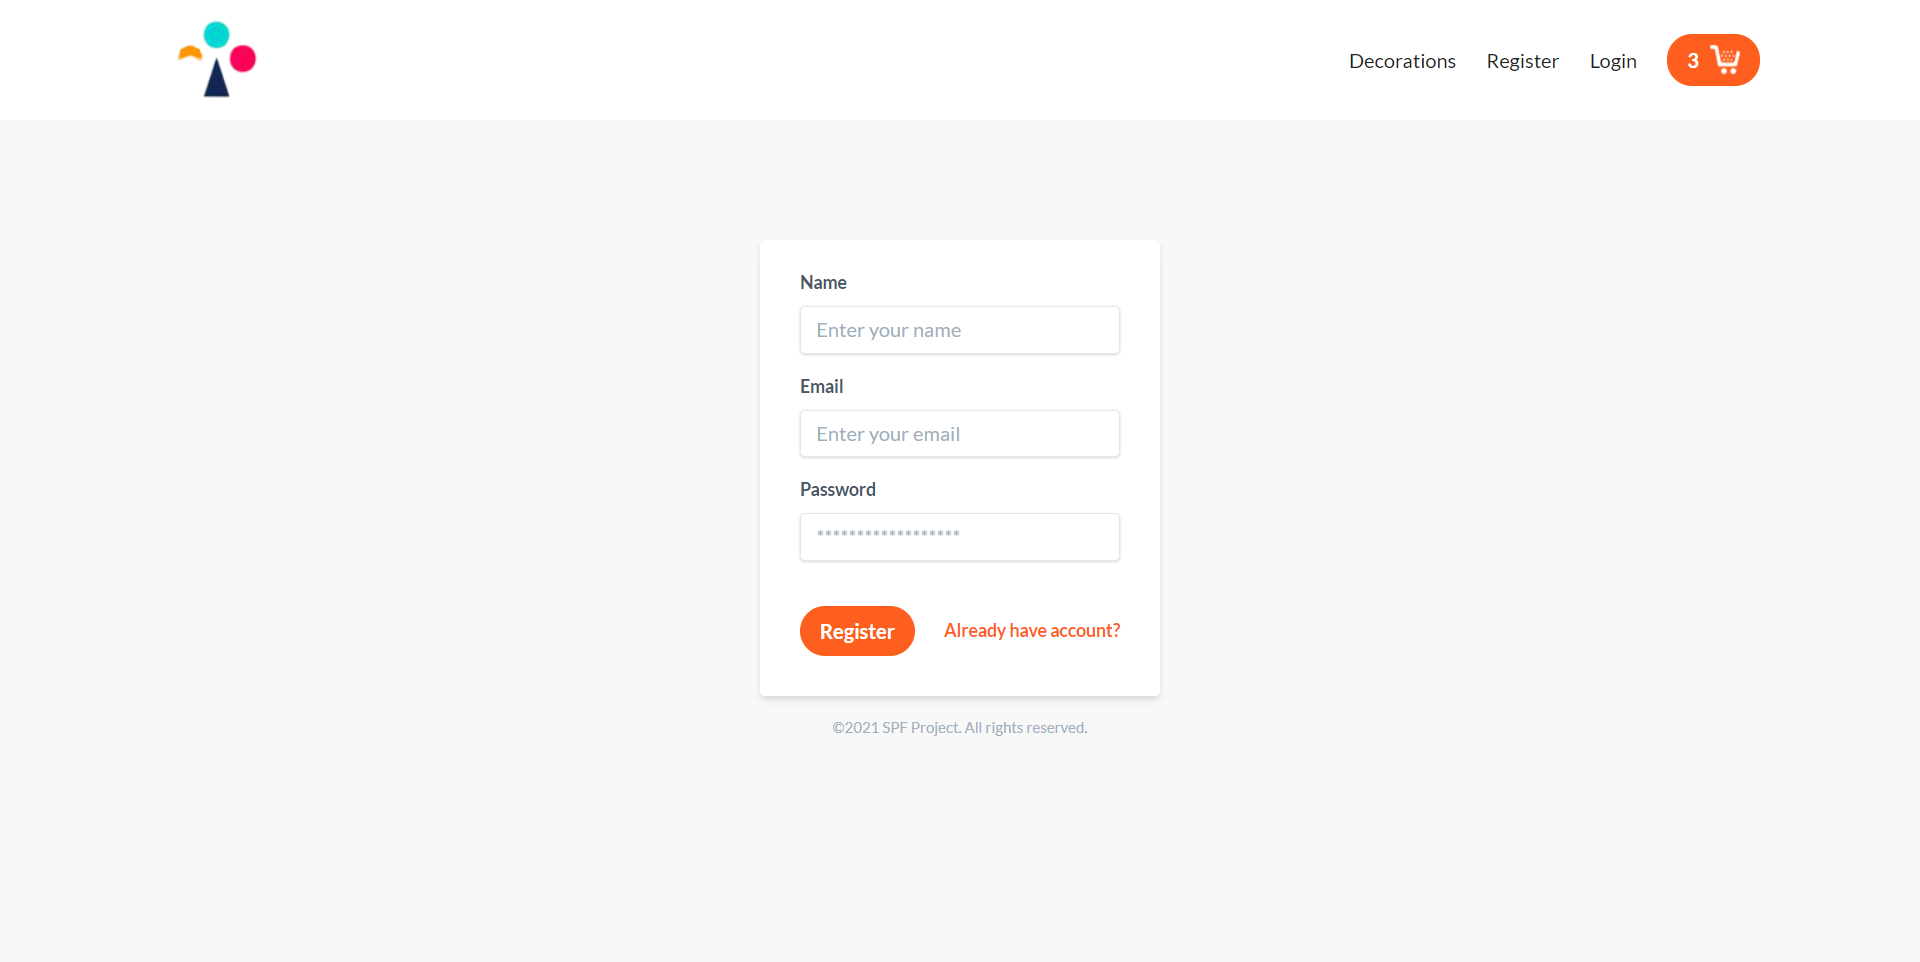 Decorations Register Login 3
Name
Enter your name
Email
Enter your email
Password
******************
Register Already have account?
©2021 SPF Project. All rights reserved.